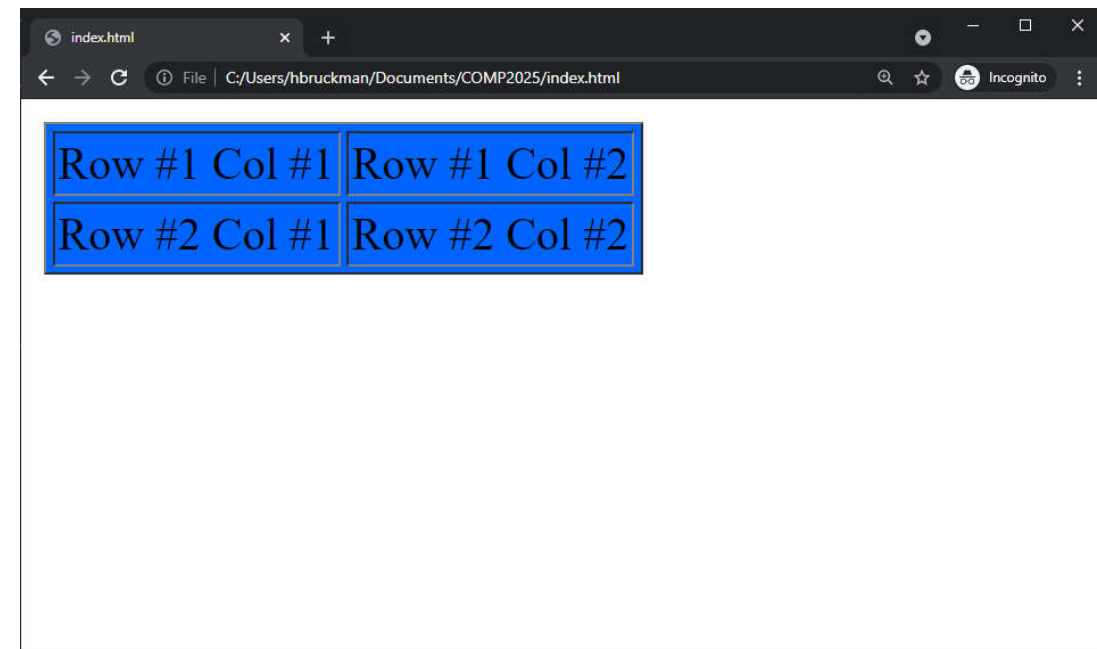 index.html
File C:/Users/hbruckman/Documents/COMP2025/index.html Incognito
Row #1 Col #1 Row #1 Col #2
Row #2 Col #1 Row #2 Col #2